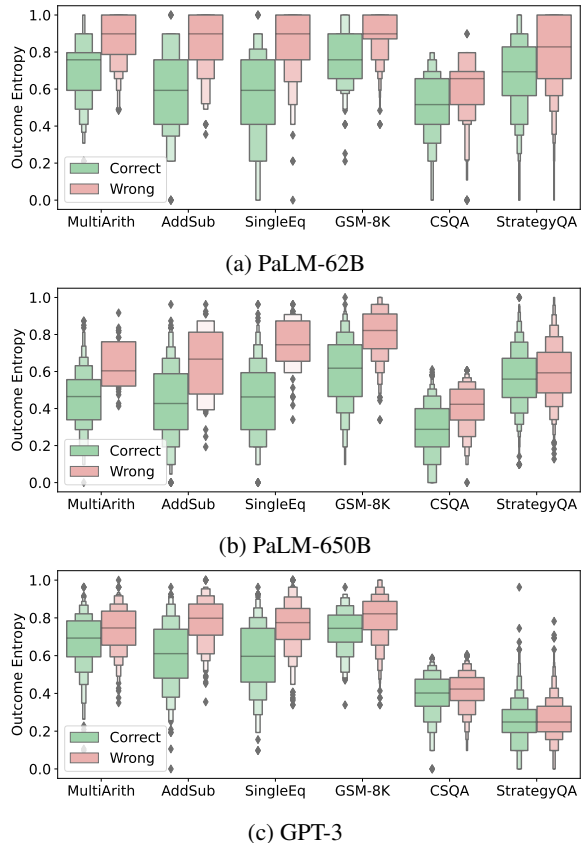 Outcome Entropy
1.0
0.8
0.6
0.4
0.2
0.0
Correct
Wrong
MultiArith AddSub SingleEq GSM-8K CSQA StrategyQA
(a) PaLM-62B
Outcome Entropy
1.0
0.8
0.6
0.4
0.2
0.0
Correct
Wrong
MultiArith AddSub SingleEq GSM-8K CSQA StrategyQA
(b) PaLM-650B
Outcome Entropy
1.0
0.8
0.6
0.4
0.2
0.0
Correct
Wrong
MultiArith AddSub SingleEq GSM-8K CSQA StrategyQA
(c) GPT-3